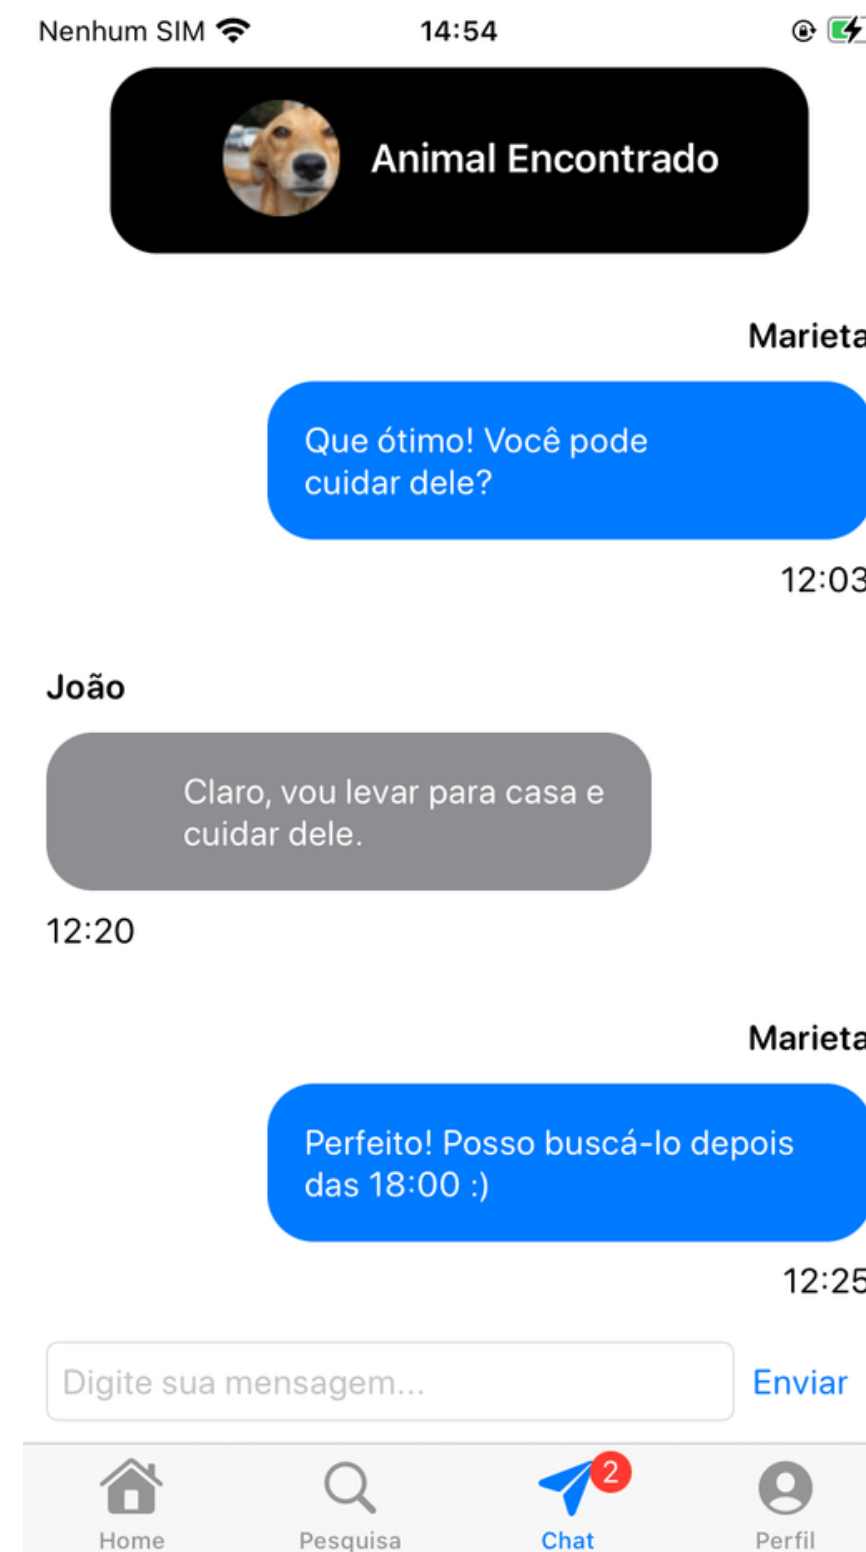 Nenhum SIM
14:54
Animal Encontrado
Marieta
Que ótimo! Você pode
cuidar dele?
12:03
João
Claro, vou levar para casa e
cuidar dele.
12:20
Marieta
Perfeito! Posso buscá-lo depois
das 18:00 :)
12:25
Digite sua mensagem...
Enviar
2
Home
Pesquisa
Chat
Perfil